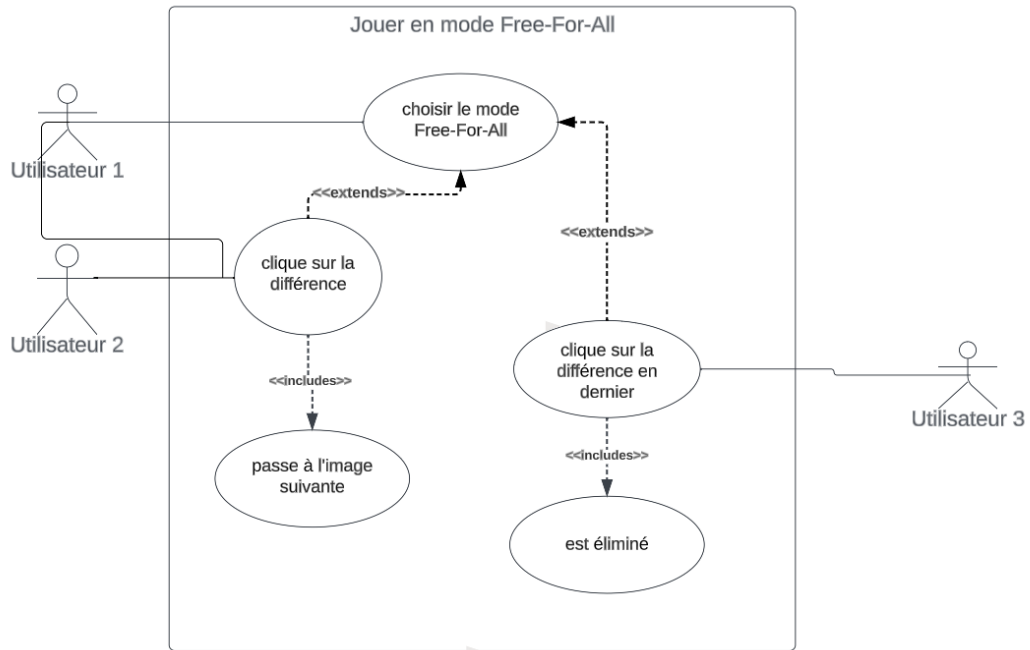 Jouer en mode Free-For-All
choisir le mode
Free-For-All
Utilisateur 1
<<extends>>
<<extends>>
clique sur la
différence
Utilisateur 2
clique sur la
différence en
dernier
<<includes>>
Utilisateur 3
<<includes>>
passe à l'image
suivante
est éliminé